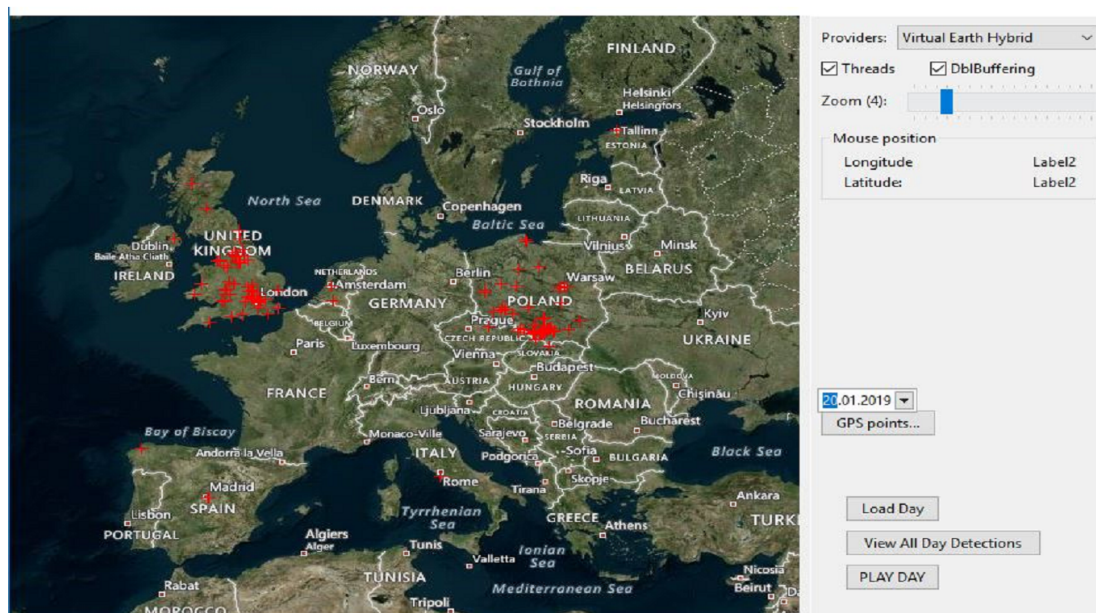 FINLAND
NORWAY
Gulf of
Bothnia
Helsinki
Helsingfors
Oslo
Stockholm
Tallinn
ESTONIA
Riga
LATVIA
North Sea
DENMARK
Copenhagen
Baltic Sea
LITHUANIA
Vilnius
Minsk
UNITED
KINGDOM
Dublin
Baile Atha Cliath
IRELAND
BELARUS
NETHERLANDS
Amsterdam
Berlin
Warsaw
London
GERMANY
POLAND
BELGIUM
Prague
Kyiv
CZECH REPUBLIC
UKRAINE
Paris
Luxembourg
Vienna
SLOVAKIA
Budapest
Bern
AUSTRIA
HUNGARY
MOLDOVA
Chișinău
FRANCE
Ljubljana
CROATIA
ROMANIA
Belgrade
Bucharest
Bay of Biscay
Monaco-Ville
Sarajevo
SERBIA
Andorra la Vella
ITALY
Podgorica
Sofia
BULGARIA
Black Sea
Rome
Skopje
Madrid
Tirana
SPAIN
Ankara
Lisbon
Tyrrhenian
Sea
GREECE
Athens
TURK
PORTUGAL
Algiers
Alger
Tunis
Ionian
Sea
Valletta
Nicosia
Rabat
TUNISIA
Mediterranean Sea
Beirut
Tripoli
MOROCCO
Providers: Virtual Earth Hybrid
Threads DblBuffering
Zoom (4):
Mouse position
Longitude Label2
Latitude: Label2
20.01.2019
GPS points...
Load Day
View All Day Detections
PLAY DAY